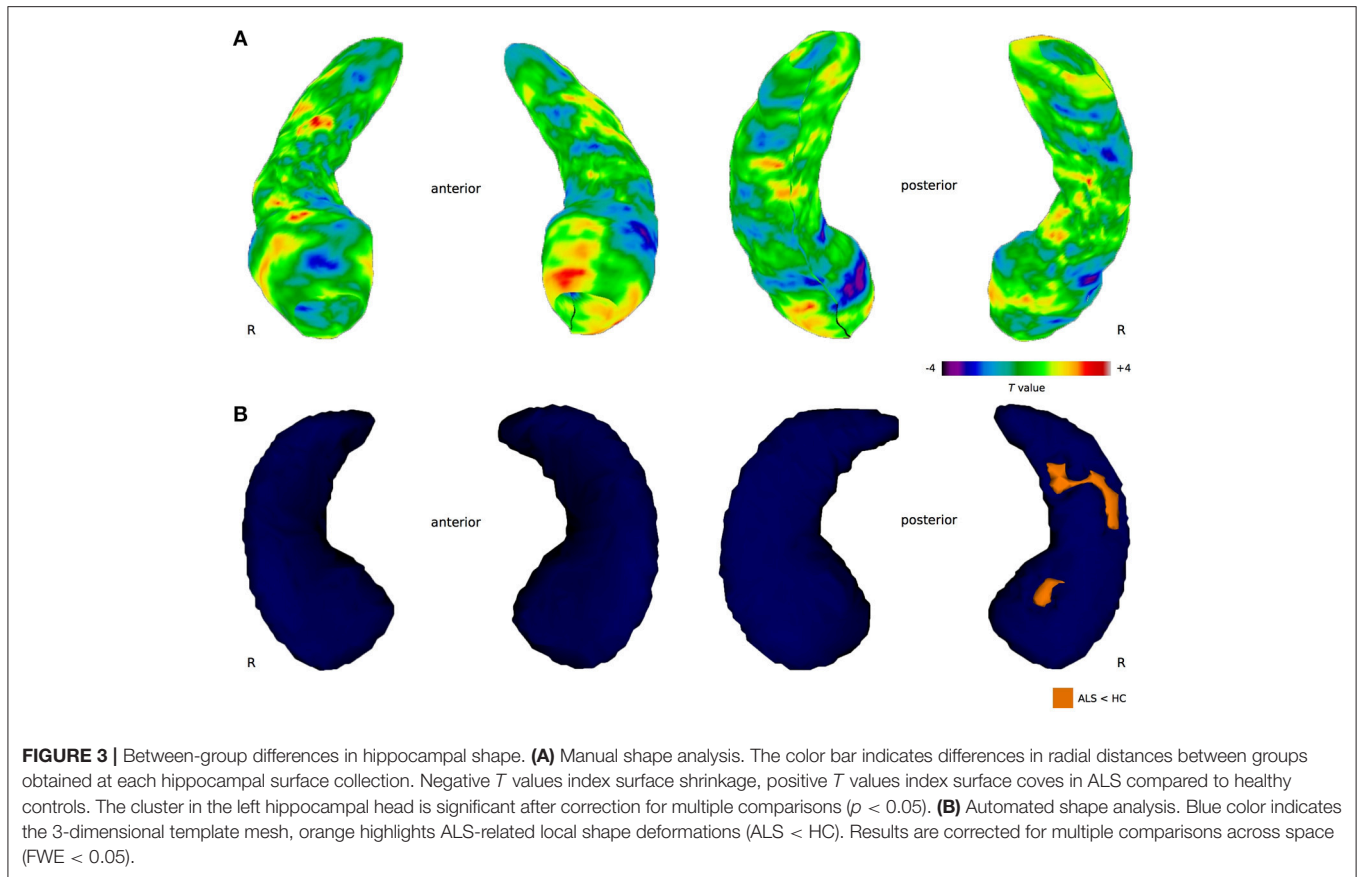 A
anterior
posterior
R
R
-4
+4
T value
B
anterior
posterior
R
R
ALS < HC
FIGURE 3 | Between-group differences in hippocampal shape. (A) Manual shape analysis. The color bar indicates differences in radial distances between groups
obtained at each hippocampal surface collection. Negative T values index surface shrinkage, positive T values index surface coves in ALS compared to healthy
controls. The cluster in the left hippocampal head is significant after correction for multiple comparisons (p < 0.05). (B) Automated shape analysis. Blue color indicates
the 3-dimensional template mesh, orange highlights ALS-related local shape deformations (ALS < HC). Results are corrected for multiple comparisons across space
(FWE < 0.05).